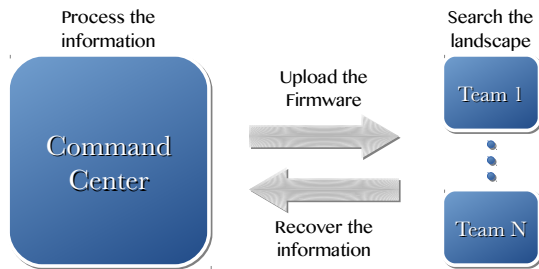 Process the
information
Command
Center
Upload the
Firmware
Recover the
information
Search the
landscape
Team 1
Team N